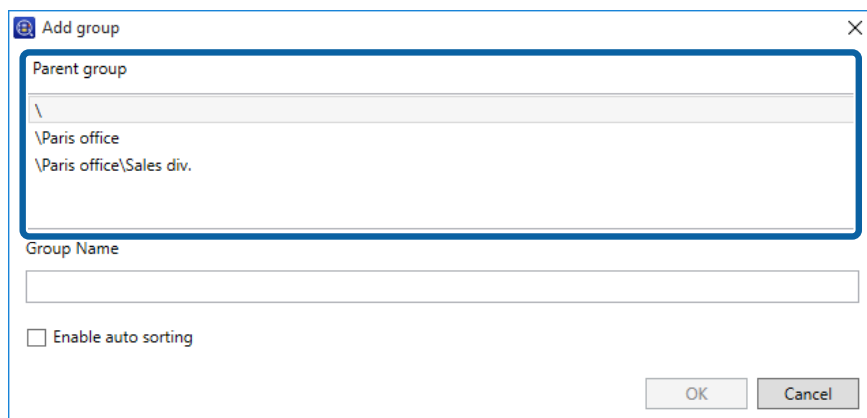 Add group
Parent group
\
\Paris office
\Paris office\Sales div.
Group Name
Enable auto sorting
OK Cancel